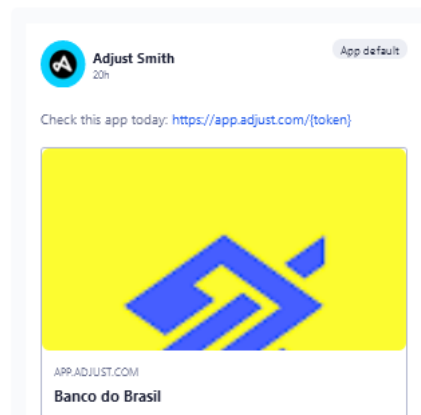 Adjust Smith
App default
20h
Check this app today: https://app.adjust.com/{token}
APP.ADJUST.COM
Banco do Brasil